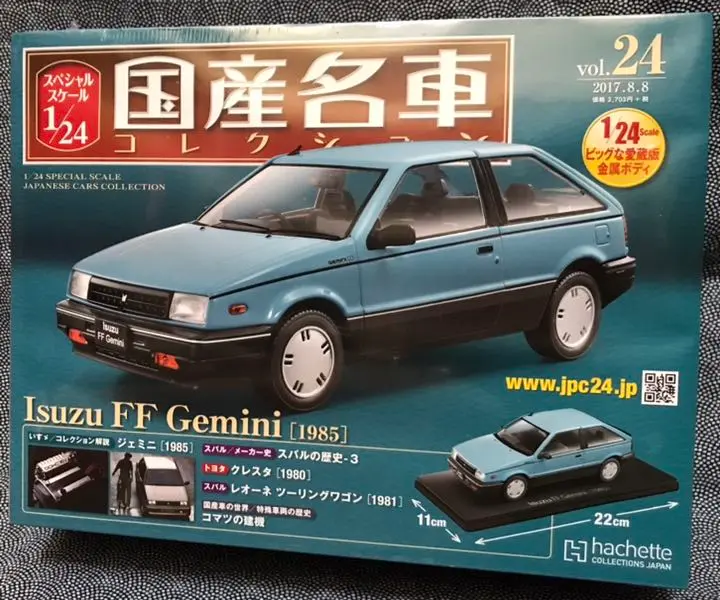 スペシャル
スケール
1/24
国産名車
コレクション
1/24 SPECIAL SCALE
JAPANESE CARS COLLECTION
vol.24
2017.8.8
価格 2,703円+税
1/24 Scale
ビッグな愛蔵版
金属ボディ
Isuzu
FF Gemini
www.jpc24.jp
Isuzu FF Gemini [1985]
いすゞ/コレクション解説 ジェミニ [1985]
スバル/メーカー史 スバルの歴史-3
トヨタ クレスタ [1980]
スバル レオーネ ツーリングワゴン [1981]
国産車の世界/特殊車両の歴史
コマツの建機
Isuzu FF Gemini
11cm
22cm
hachette
COLLECTIONS JAPAN